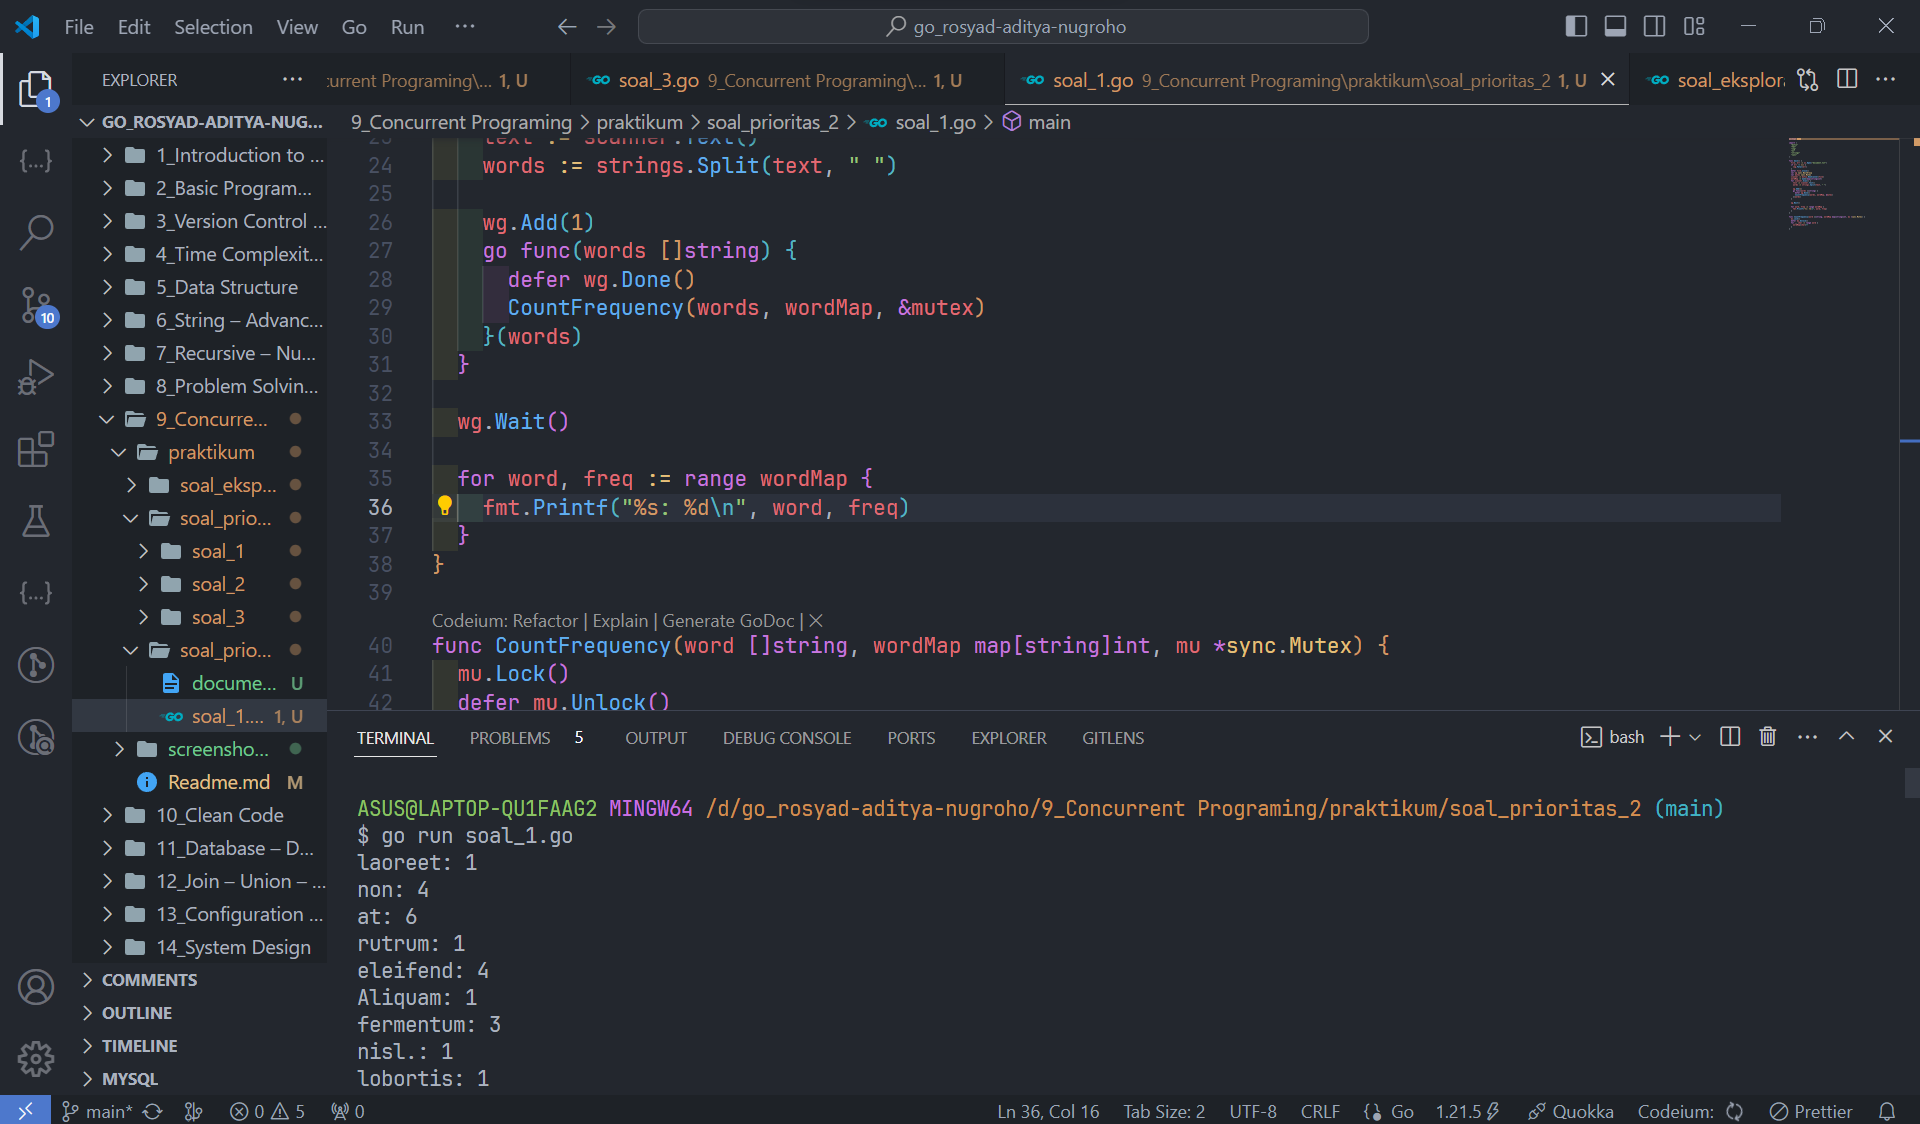 File Edit Selection View Go Run ··· go_rosyad-aditya-nugroho
EXPLORER ··· current Programing\... 1, U soal_3.go 9_Concurrent Programing\... 1, U soal_1.go 9_Concurrent Programing\praktikum\soal_prioritas_2 1, U soal_eksplor
GO_ROSYAD-ADITYA-NUG...
1_Introduction to ...
2_Basic Program...
3_Version Control ...
4_Time Complexit...
5_Data Structure
6_String – Advanc...
7_Recursive – Nu...
8_Problem Solvin...
9_Concurre...
praktikum
soal_eksp...
soal_prio...
soal_1
soal_2
soal_3
soal_prio...
docume... U
soal_1.... 1, U
screensho...
Readme.md M
10_Clean Code
11_Database – D...
12_Join – Union – ...
13_Configuration ...
14_System Design
COMMENTS
OUTLINE
TIMELINE
MYSQL
1
10
9_Concurrent Programing > praktikum > soal_prioritas_2 > soal_1.go > main
23 text := scanner.Text()
24 words := strings.Split(text, " ")
25
26 wg.Add(1)
27 go func(words []string) {
28 defer wg.Done()
29 CountFrequency(words, wordMap, &mutex)
30 }(words)
31 }
32
33 wg.Wait()
34
35 for word, freq := range wordMap {
36 fmt.Printf("%s: %d\n", word, freq)
37 }
38 }
39
Codeium: Refactor | Explain | Generate GoDoc | ×
40 func CountFrequency(word []string, wordMap map[string]int, mu *sync.Mutex) {
41 mu.Lock()
42 defer mu.Unlock()
TERMINAL PROBLEMS 5 OUTPUT DEBUG CONSOLE PORTS EXPLORER GITLENS bash
ASUS@LAPTOP-QU1FAAG2 MINGW64 /d/go_rosyad-aditya-nugroho/9_Concurrent Programing/praktikum/soal_prioritas_2 (main)
$ go run soal_1.go
laoreet: 1
non: 4
at: 6
rutrum: 1
eleifend: 4
Aliquam: 1
fermentum: 3
nisl.: 1
lobortis: 1
main* 0 5 0 Ln 36, Col 16 Tab Size: 2 UTF-8 CRLF Go 1.21.5 Quokka Codeium: Prettier